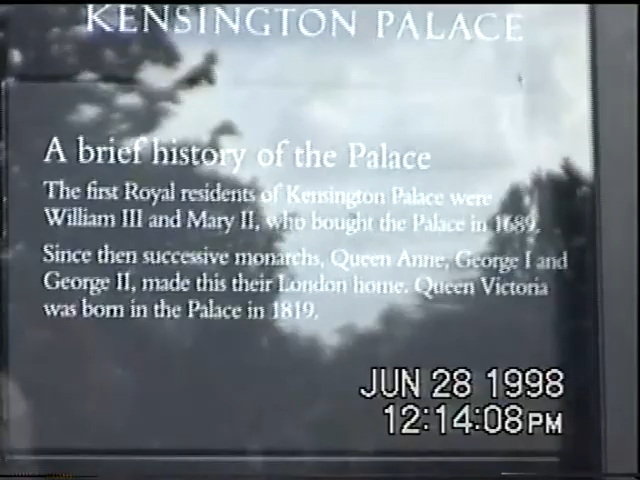 KENSINGTON PALACE
A brief history of the Palace
The first Royal residents of Kensington Palace were
William III and Mary II, who bought the Palace in 1689.
Since then successive monarchs, Queen Anne, George I and
George II, made this their London home. Queen Victoria
was born in the Palace in 1819.
JUN 28 1998
12:14:08PM